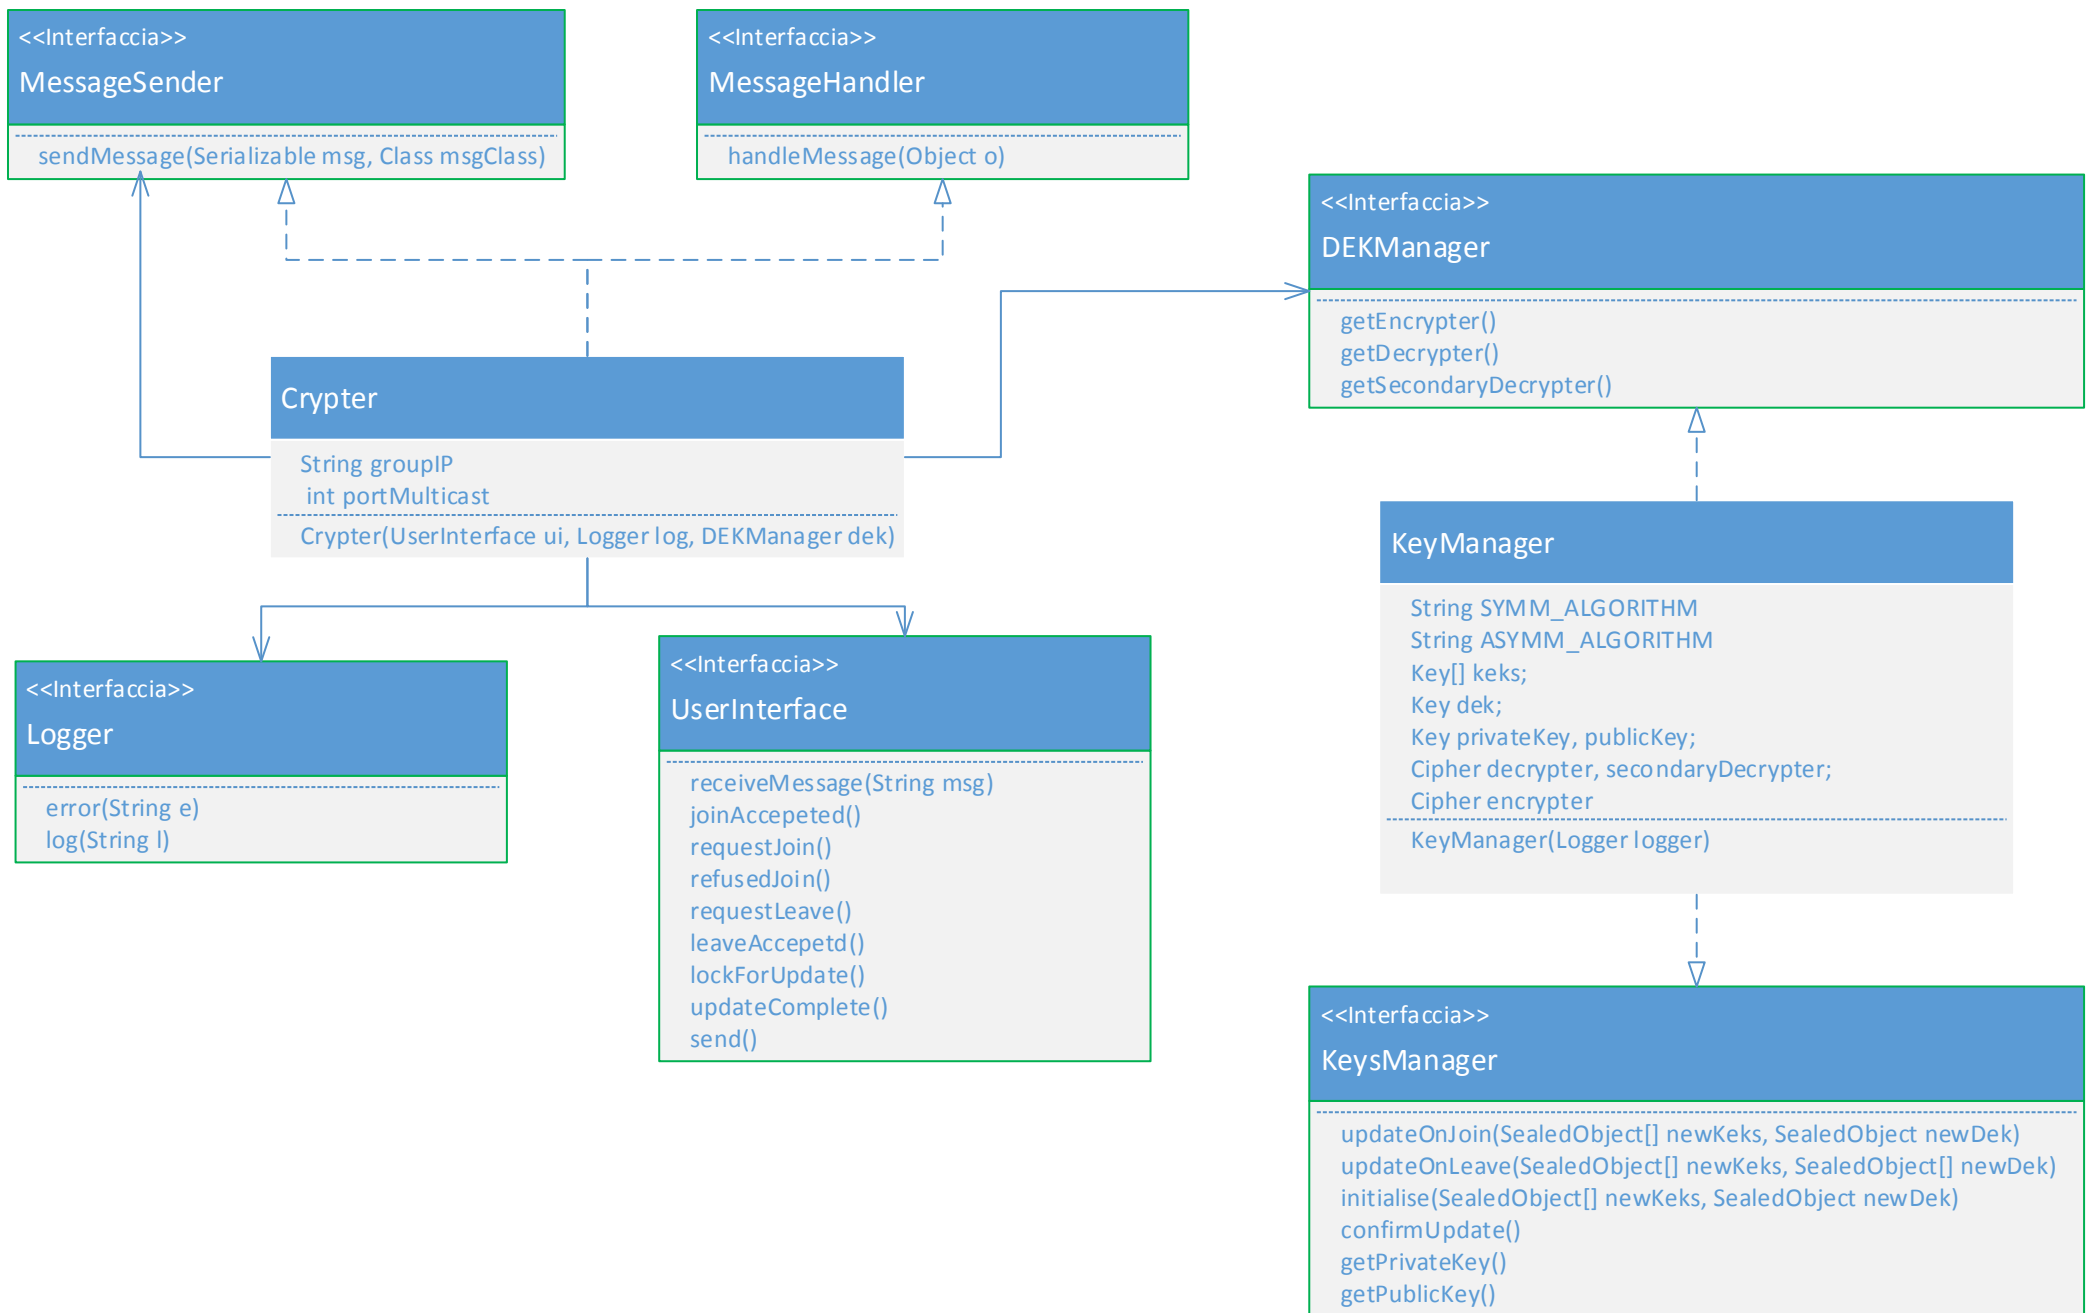 <<Interfaccia>>
MessageSender
sendMessage(Serializable msg, Class msgClass)
<<Interfaccia>>
MessageHandler
handleMessage(Object o)
<<Interfaccia>>
DEKManager
getEncrypter()
getDecrypter()
getSecondaryDecrypter()
Crypter
String groupIP
int portMulticast
Crypter(UserInterface ui, Logger log, DEKManager dek)
KeyManager
String SYMM_ALGORITHM
String ASYMM_ALGORITHM
Key[] keks;
Key dek;
Key privateKey, publicKey;
Cipher decrypter, secondaryDecrypter;
Cipher encrypter
KeyManager(Logger logger)
<<Interfaccia>>
Logger
error(String e)
log(String l)
<<Interfaccia>>
UserInterface
receiveMessage(String msg)
joinAccepeted()
requestJoin()
refusedJoin()
requestLeave()
leaveAccepetd()
lockForUpdate()
updateComplete()
send()
<<Interfaccia>>
KeysManager
updateOnJoin(SealedObject[] newKeks, SealedObject newDek)
updateOnLeave(SealedObject[] newKeks, SealedObject[] newDek)
initialise(SealedObject[] newKeks, SealedObject newDek)
confirmUpdate()
getPrivateKey()
getPublicKey()